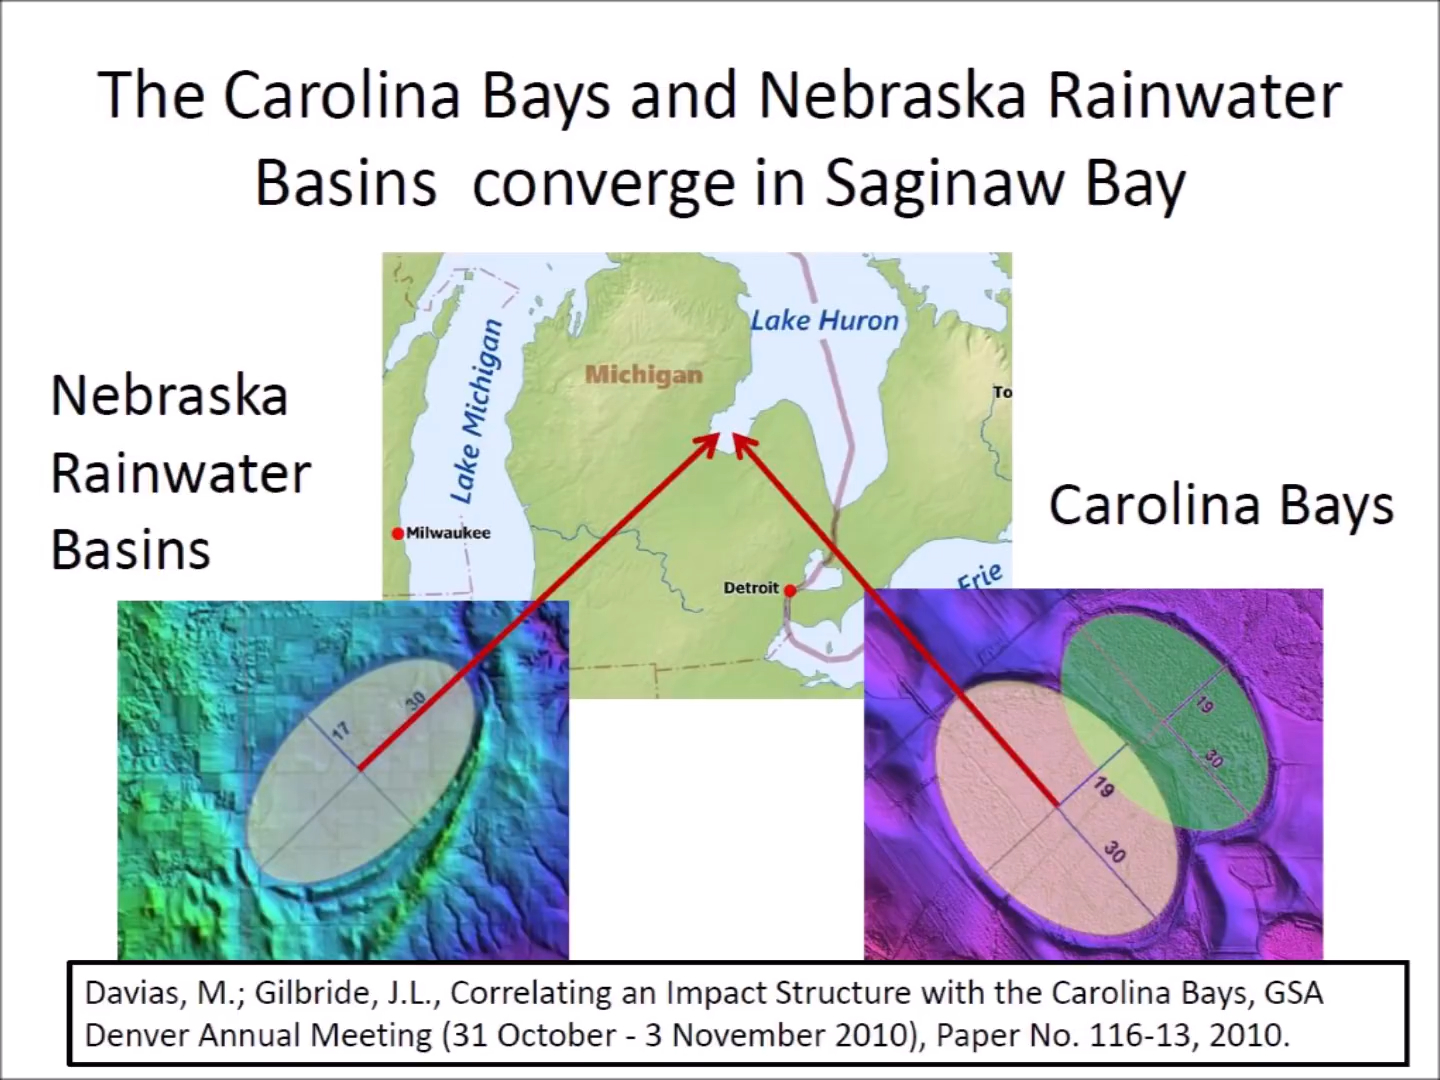 The Carolina Bays and Nebraska Rainwater
Basins converge in Saginaw Bay
Lake Huron
Michigan
Lake Michigan
To
Nebraska
Rainwater
Basins
Carolina Bays
Milwaukee
Detroit
Erie
17
30
19
30
19
30
Davias, M.; Gilbride, J.L., Correlating an Impact Structure with the Carolina Bays, GSA
Denver Annual Meeting (31 October - 3 November 2010), Paper No. 116-13, 2010.